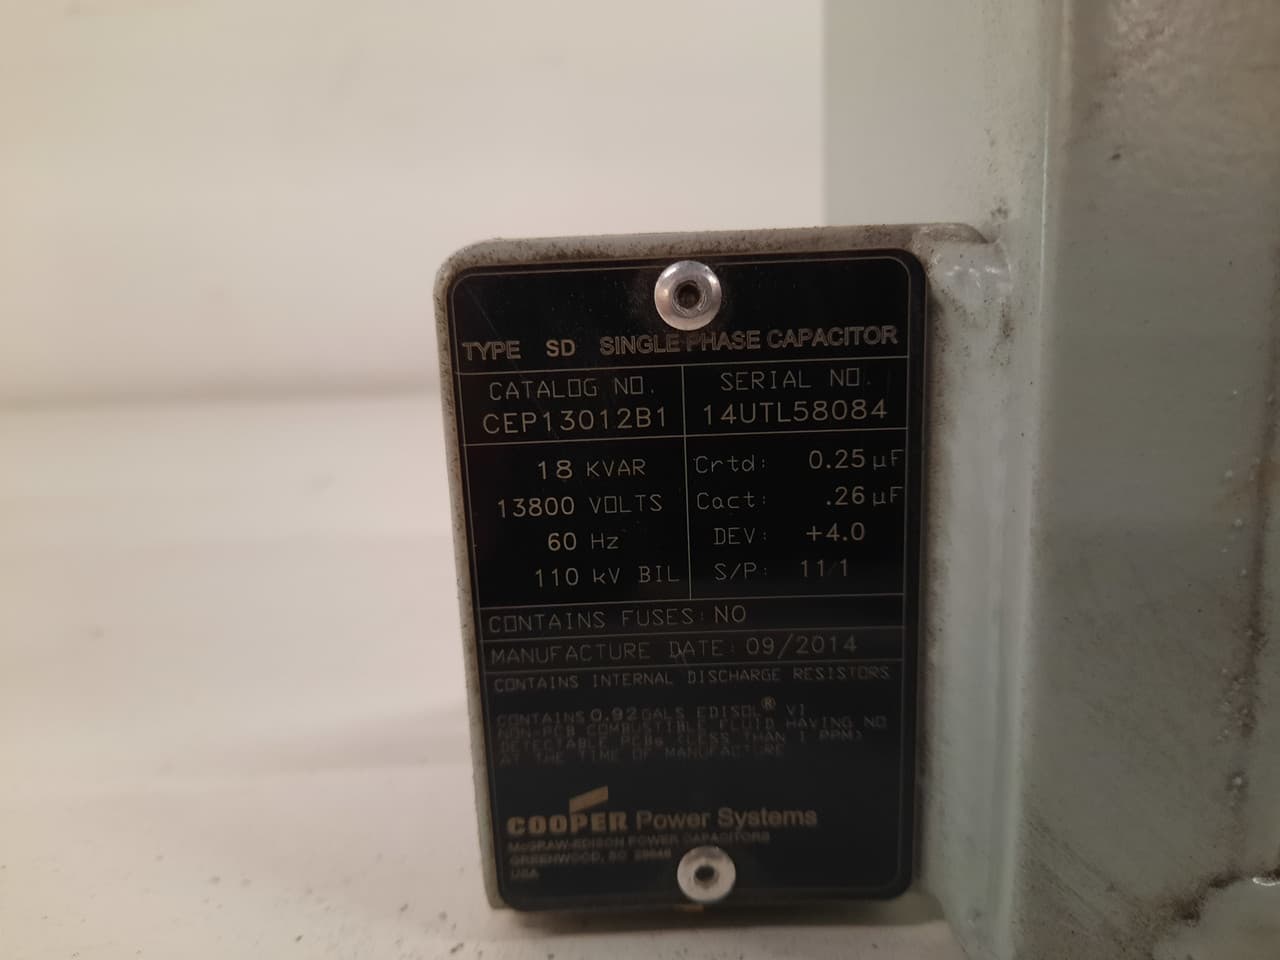 TYPE SD SINGLE PHASE CAPACITOR
CATALOG NO. SERIAL NO.
CEP13012B1 14UTL58084
18 KVAR Crtd: 0.25 µF
13800 VOLTS Cact: .26 µF
60 Hz DEV: +4.0
110 kV BIL S/P: 11/1
CONTAINS FUSES: NO
MANUFACTURE DATE: 09/2014
CONTAINS INTERNAL DISCHARGE RESISTORS
CONTAINS 0.92 GALS EDISOL® VI
NON-PCB COMBUSTIBLE FLUID HAVING NO
DETECTABLE PCBs (LESS THAN 1 PPM)
AT THE TIME OF MANUFACTURE
COOPER Power Systems
McGRAW-EDISON POWER CAPACITORS
GREENWOOD, SC
USA